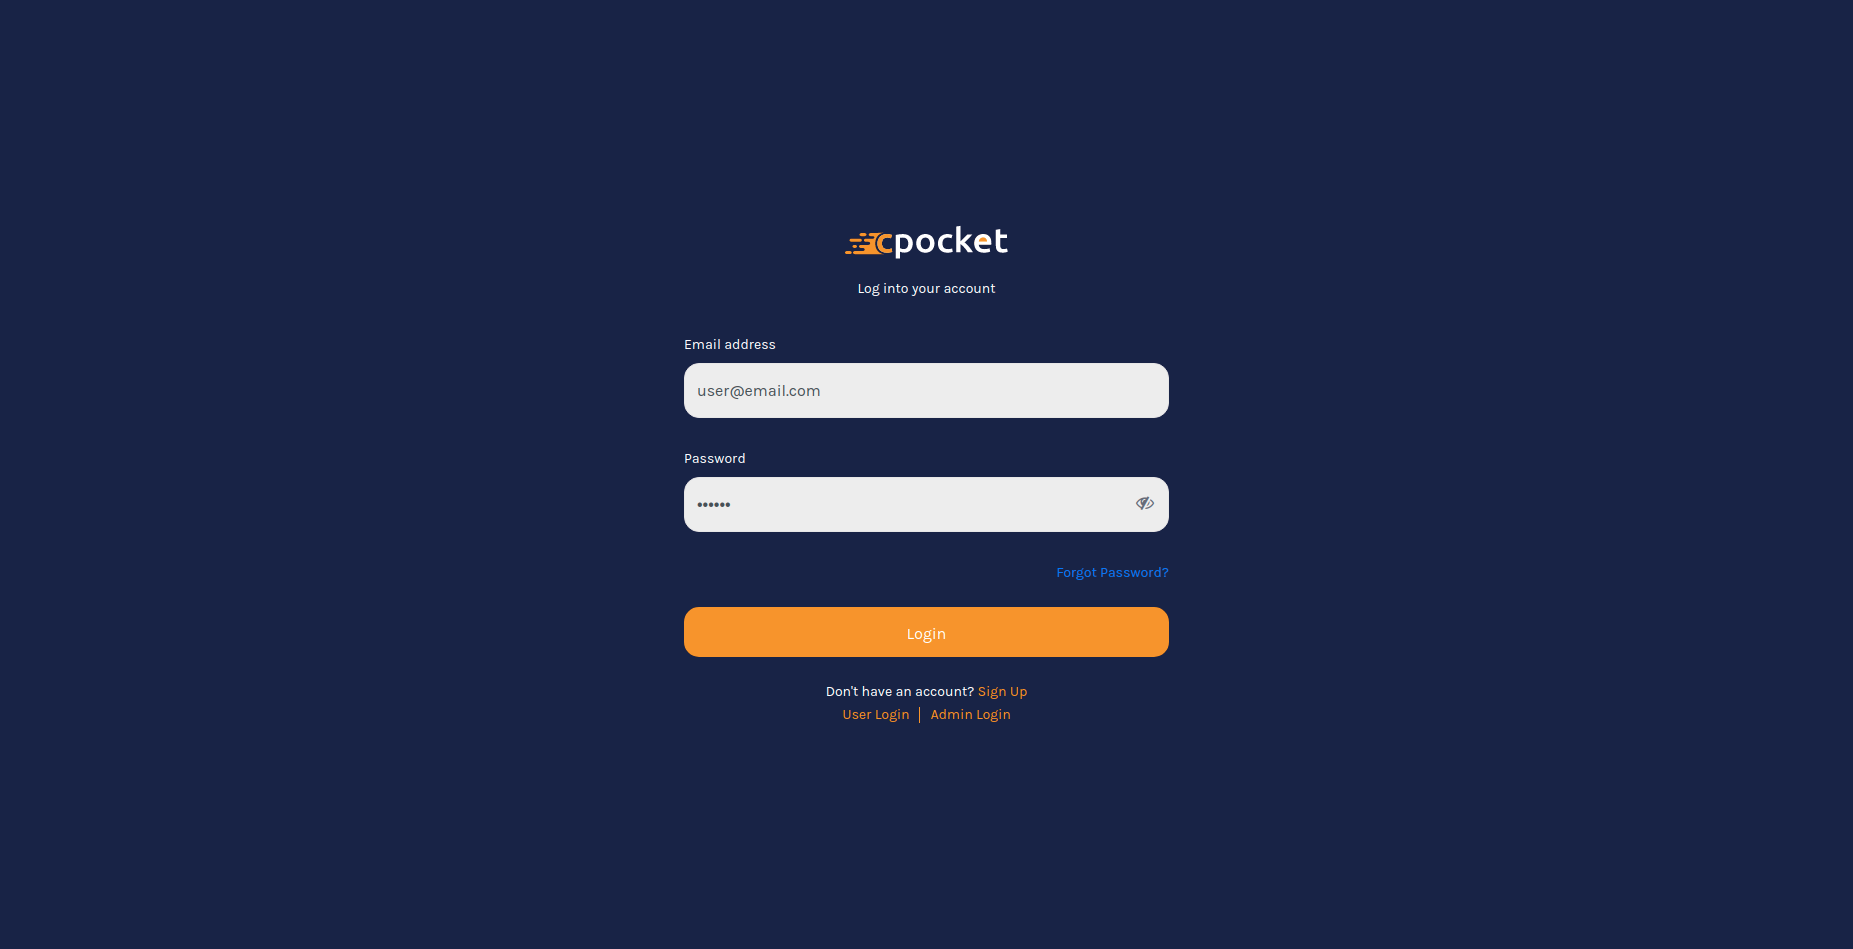 cpocket
Log into your account
Email address
user@email.com
Password
••••••
Forgot Password?
Login
Don't have an account? Sign Up
User Login | Admin Login